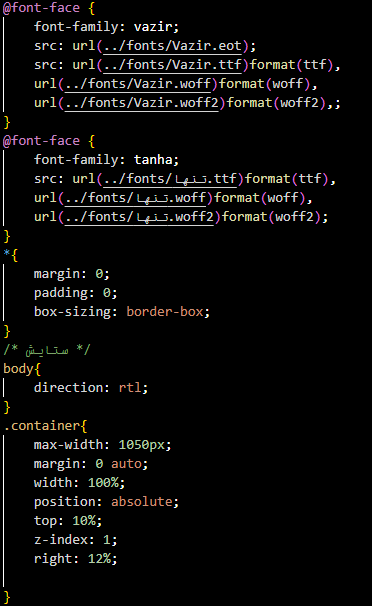 @font-face {
font-family: vazir;
src: url(../fonts/Vazir.eot);
src: url(../fonts/Vazir.ttf)format(ttf),
url(../fonts/Vazir.woff)format(woff),
url(../fonts/Vazir.woff2)format(woff2),;
}
@font-face {
font-family: tanha;
src: url(../fonts/تنها.ttf)format(ttf),
url(../fonts/تنها.woff)format(woff),
url(../fonts/تنها.woff2)format(woff2);
}
*{
margin: 0;
padding: 0;
box-sizing: border-box;
}
/* ستایش */
body{
direction: rtl;
}
.container{
max-width: 1050px;
margin: 0 auto;
width: 100%;
position: absolute;
top: 10%;
z-index: 1;
right: 12%;
}